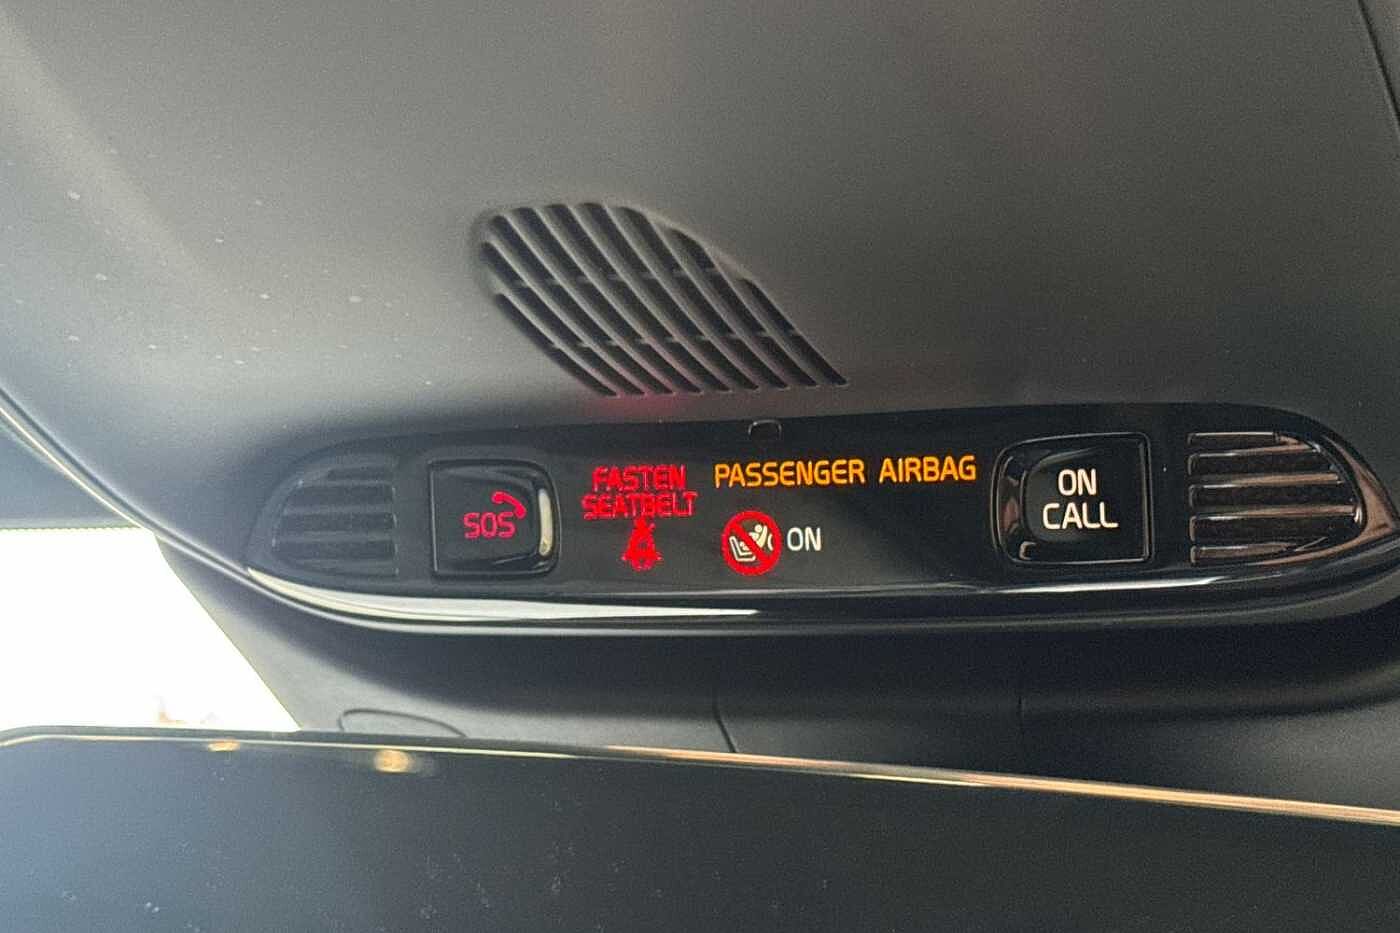 SOS
FASTEN
SEATBELT
PASSENGER AIRBAG
ON
ON
CALL